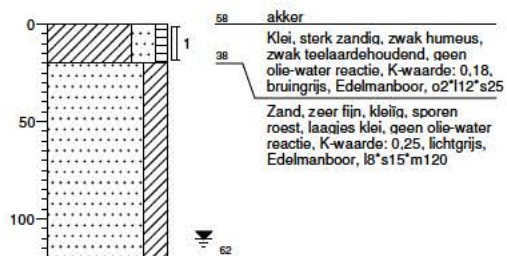 0
50
100
1
58 akker
Klei, sterk zandig, zwak humeus,
zwak teelaardehoudend, geen
olie-water reactie, K-waarde: 0,18,
bruingrijs, Edelmanboor, o2*l12*s25
38
Zand, zeer fijn, kleiïg, sporen
roest, laagjes klei, geen olie-water
reactie, K-waarde: 0,25, lichtgrijs,
Edelmanboor, l8*s15*m120
62